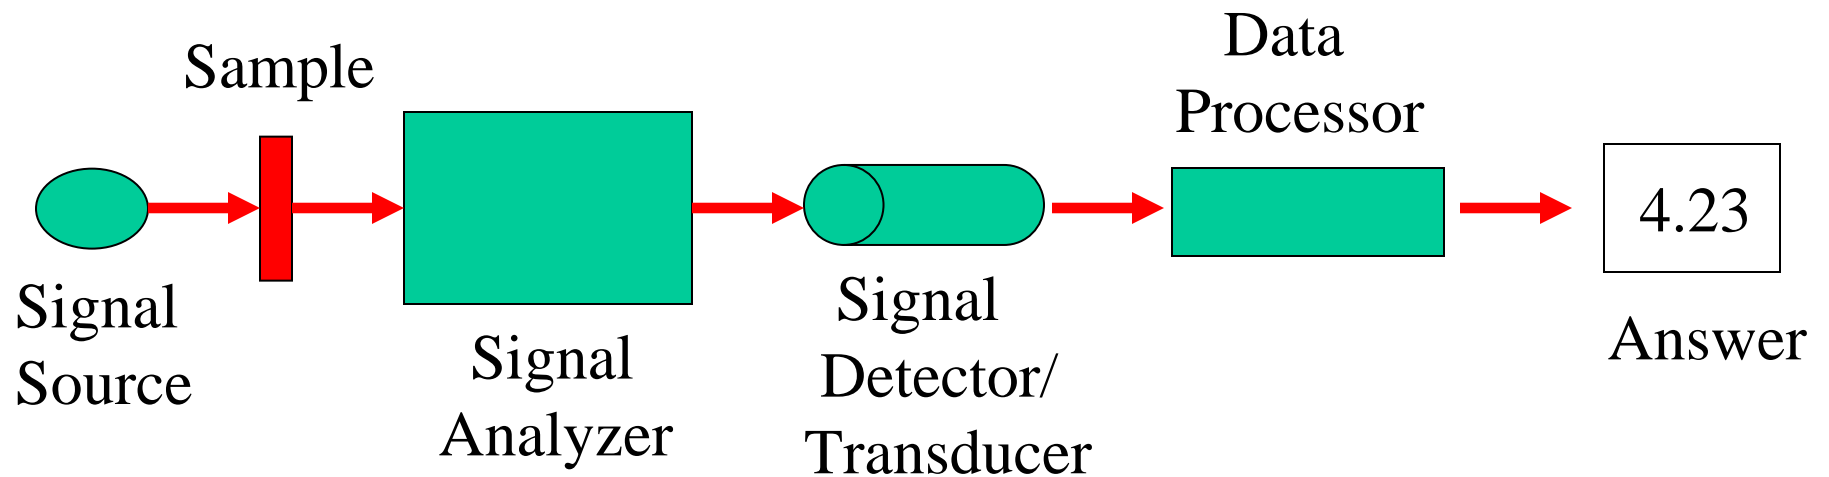 Signal
Source
Sample
Signal
Analyzer
Signal
Detector/
Transducer
Data
Processor
4.23
Answer